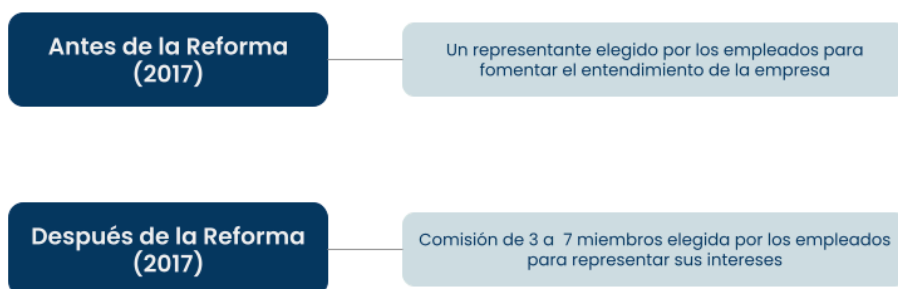 Antes de la Reforma
(2017)
Un representante elegido por los empleados para
fomentar el entendimiento de la empresa
Después de la Reforma
(2017)
Comisión de 3 a 7 miembros elegida por los empleados
para representar sus intereses